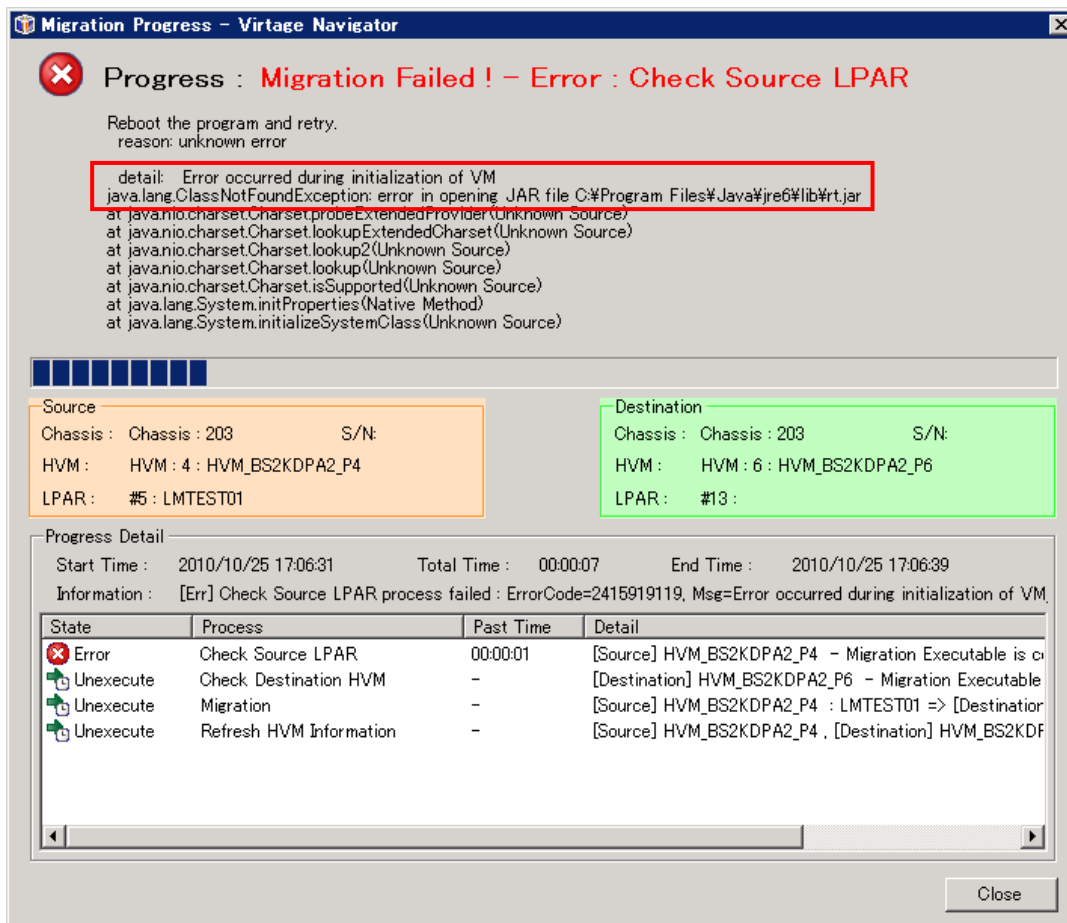 Migration Progress - Virtage Navigator
Progress : Migration Failed ! - Error : Check Source LPAR
Reboot the program and retry.
reason: unknown error
detail: Error occurred during initialization of VM
java.lang.ClassNotFoundException: error in opening JAR file C:¥Program Files¥Java¥jre6¥lib¥rt.jar
at java.nio.charset.Charset.probeExtendedProvider(Unknown Source)
at java.nio.charset.Charset.lookupExtendedCharset(Unknown Source)
at java.nio.charset.Charset.lookup2(Unknown Source)
at java.nio.charset.Charset.lookup(Unknown Source)
at java.nio.charset.Charset.isSupported(Unknown Source)
at java.lang.System.initProperties(Native Method)
at java.lang.System.initializeSystemClass(Unknown Source)
Source Destination
Chassis : Chassis : 203 S/N: Chassis : Chassis : 203 S/N:
HVM : HVM : 4 : HVM_BS2KDPA2_P4 HVM : HVM : 6 : HVM_BS2KDPA2_P6
LPAR : #5 : LMTEST01 LPAR : #13 :
Progress Detail
Start Time : 2010/10/25 17:06:31 Total Time : 00:00:07 End Time : 2010/10/25 17:06:39
Information : [Err] Check Source LPAR process failed : ErrorCode=2415919119, Msg=Error occurred during initialization of VM,
State Process Past Time Detail
Error Check Source LPAR 00:00:01 [Source] HVM_BS2KDPA2_P4 - Migration Executable is
Unexecute Check Destination HVM - [Destination] HVM_BS2KDPA2_P6 - Migration Executable
Unexecute Migration - [Source] HVM_BS2KDPA2_P4 : LMTEST01 => [Destination
Unexecute Refresh HVM Information - [Source] HVM_BS2KDPA2_P4 , [Destination]
Close